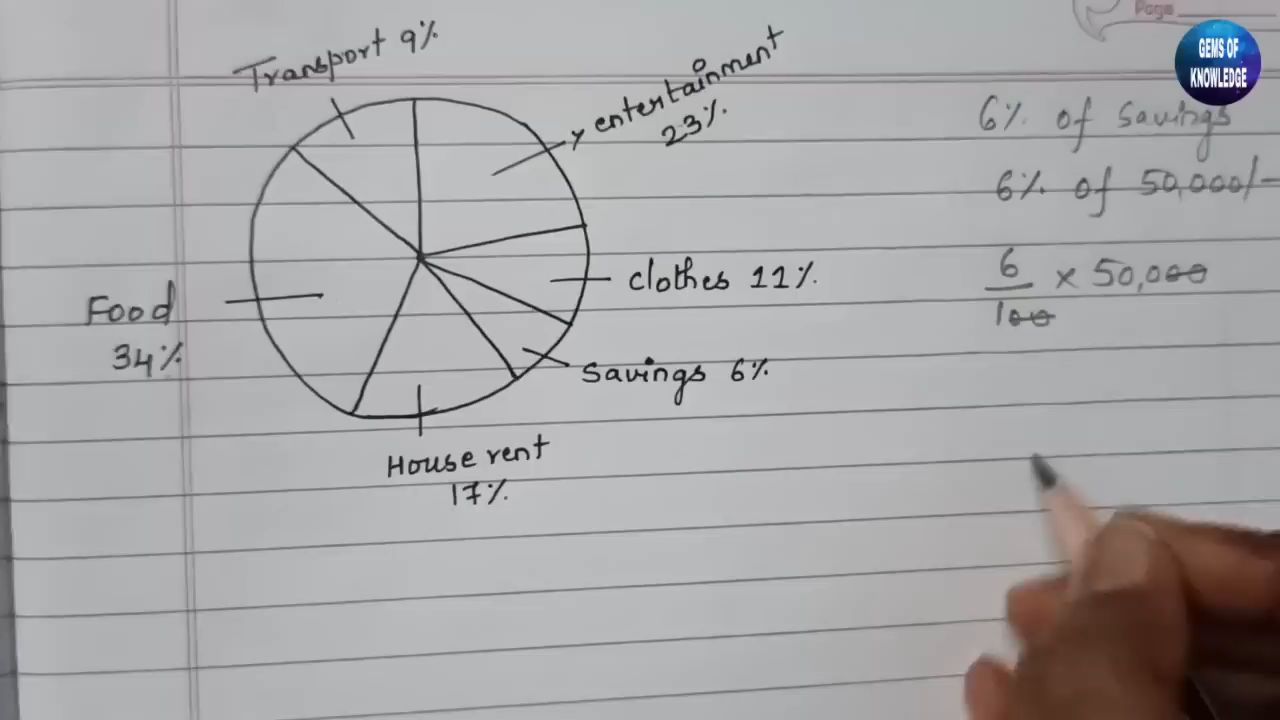 Page
GEMS OF
KNOWLEDGE
Transport 9%
entertainment
23%
6% of savings
6% of 50,000/-
6/100 × 50,000
clothes 11%
Food
34%
Savings 6%
House rent
17%